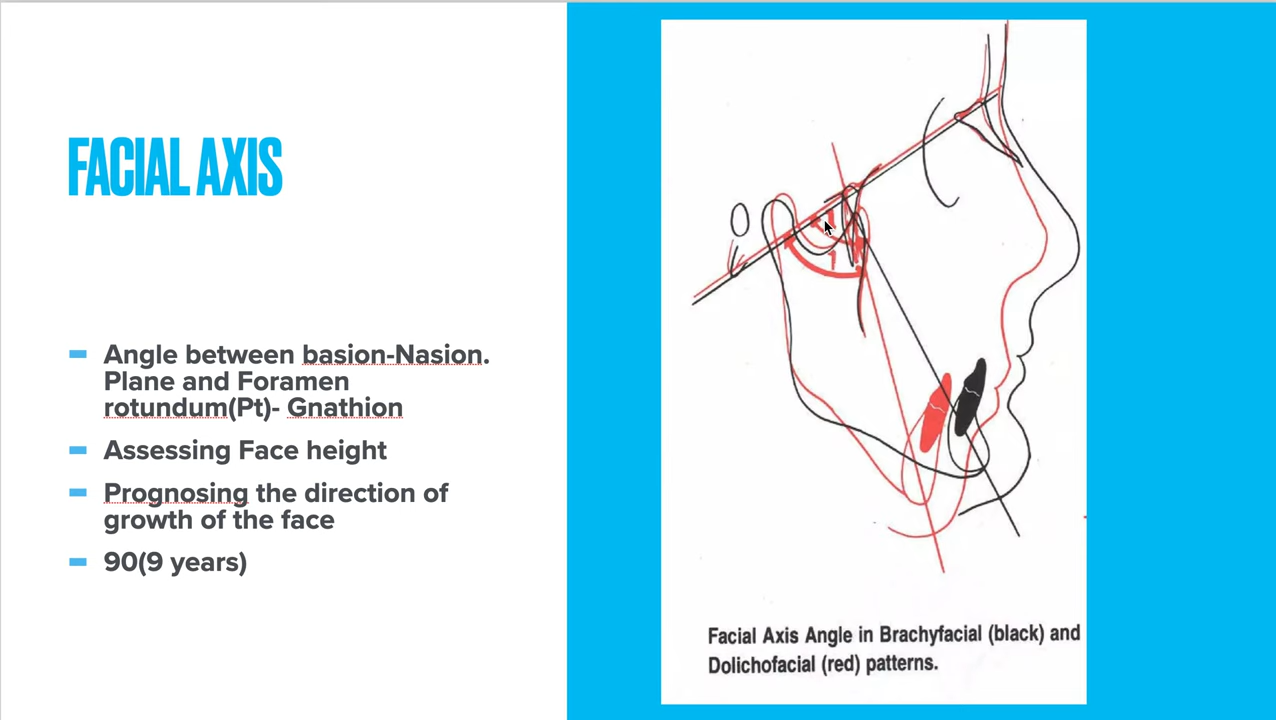 FACIAL AXIS
Angle between basion-Nasion.
Plane and Foramen
rotundum(Pt)- Gnathion
Assessing Face height
Prognosing the direction of
growth of the face
90(9 years)
Facial Axis Angle in Brachyfacial (black) and
Dolichofacial (red) patterns.